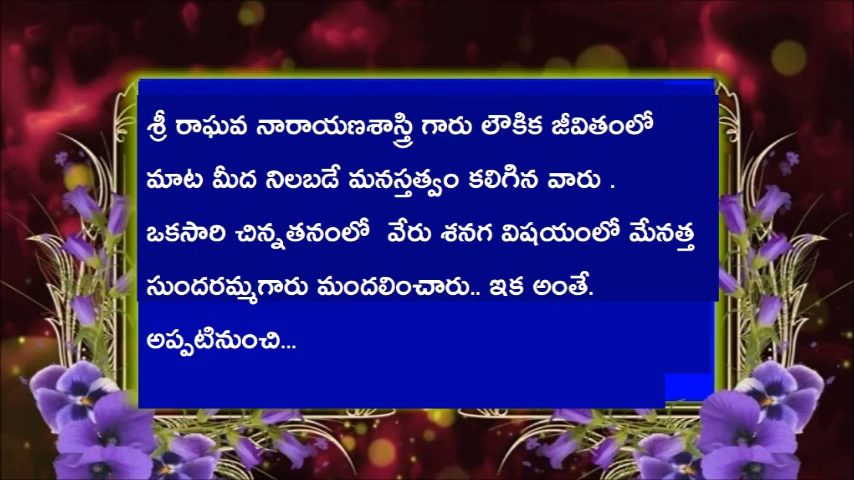 శ్రీ రాఘవ నారాయణశాస్త్రి గారు లౌకిక జీవితంలో
మాట మీద నిలబడే మనస్తత్వం కలిగిన వారు .
ఒకసారి చిన్నతనంలో వేరు శనగ విషయంలో మేనత్త
సుందరమ్మగారు మందలించారు.. ఇక అంతే.
అప్పటినుంచి...